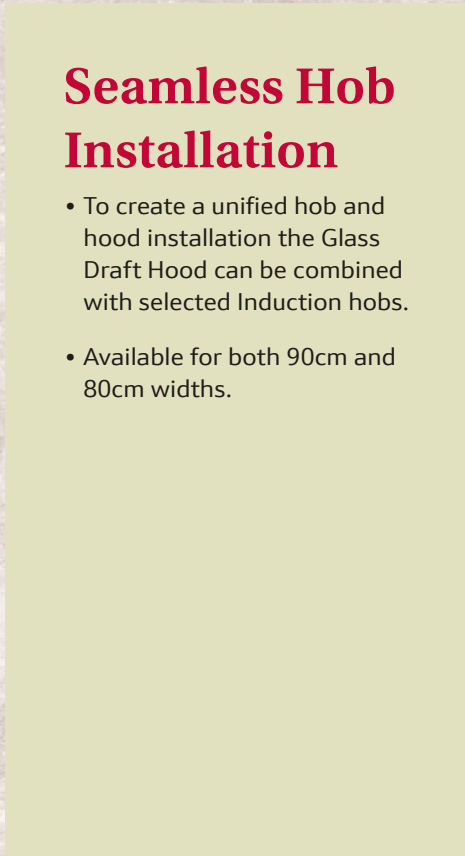 Seamless Hob
Installation
• To create a unified hob and
hood installation the Glass
Draft Hood can be combined
with selected Induction hobs.
• Available for both 90cm and
80cm widths.